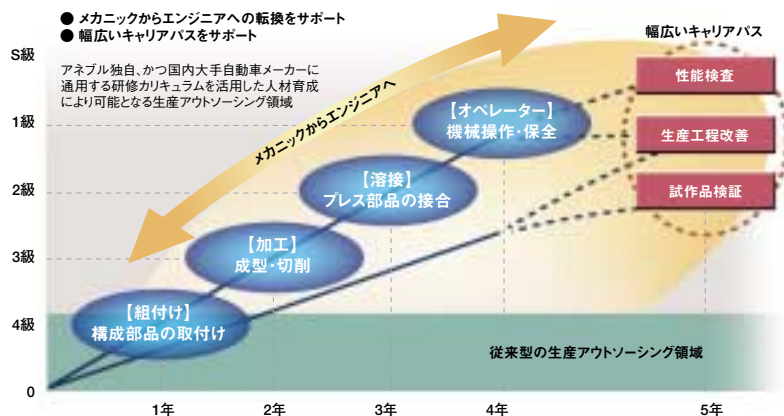 ● メカニックからエンジニアへの転換をサポート
● 幅広いキャリアパスをサポート
アネブル独自、かつ国内大手自動車メーカーに
通用する研修カリキュラムを活用した人材育成
により可能となる生産アウトソーシング領域
メカニックからエンジニアへ
幅広いキャリアパス
性能検査
生産工程改善
試作品検証
【オペレーター】
機械操作・保全
【溶接】
プレス部品の接合
【加工】
成型・切削
【組付け】
構成部品の取付け
従来型の生産アウトソーシング領域
S級
1級
2級
3級
4級
0
1年
2年
3年
4年
5年